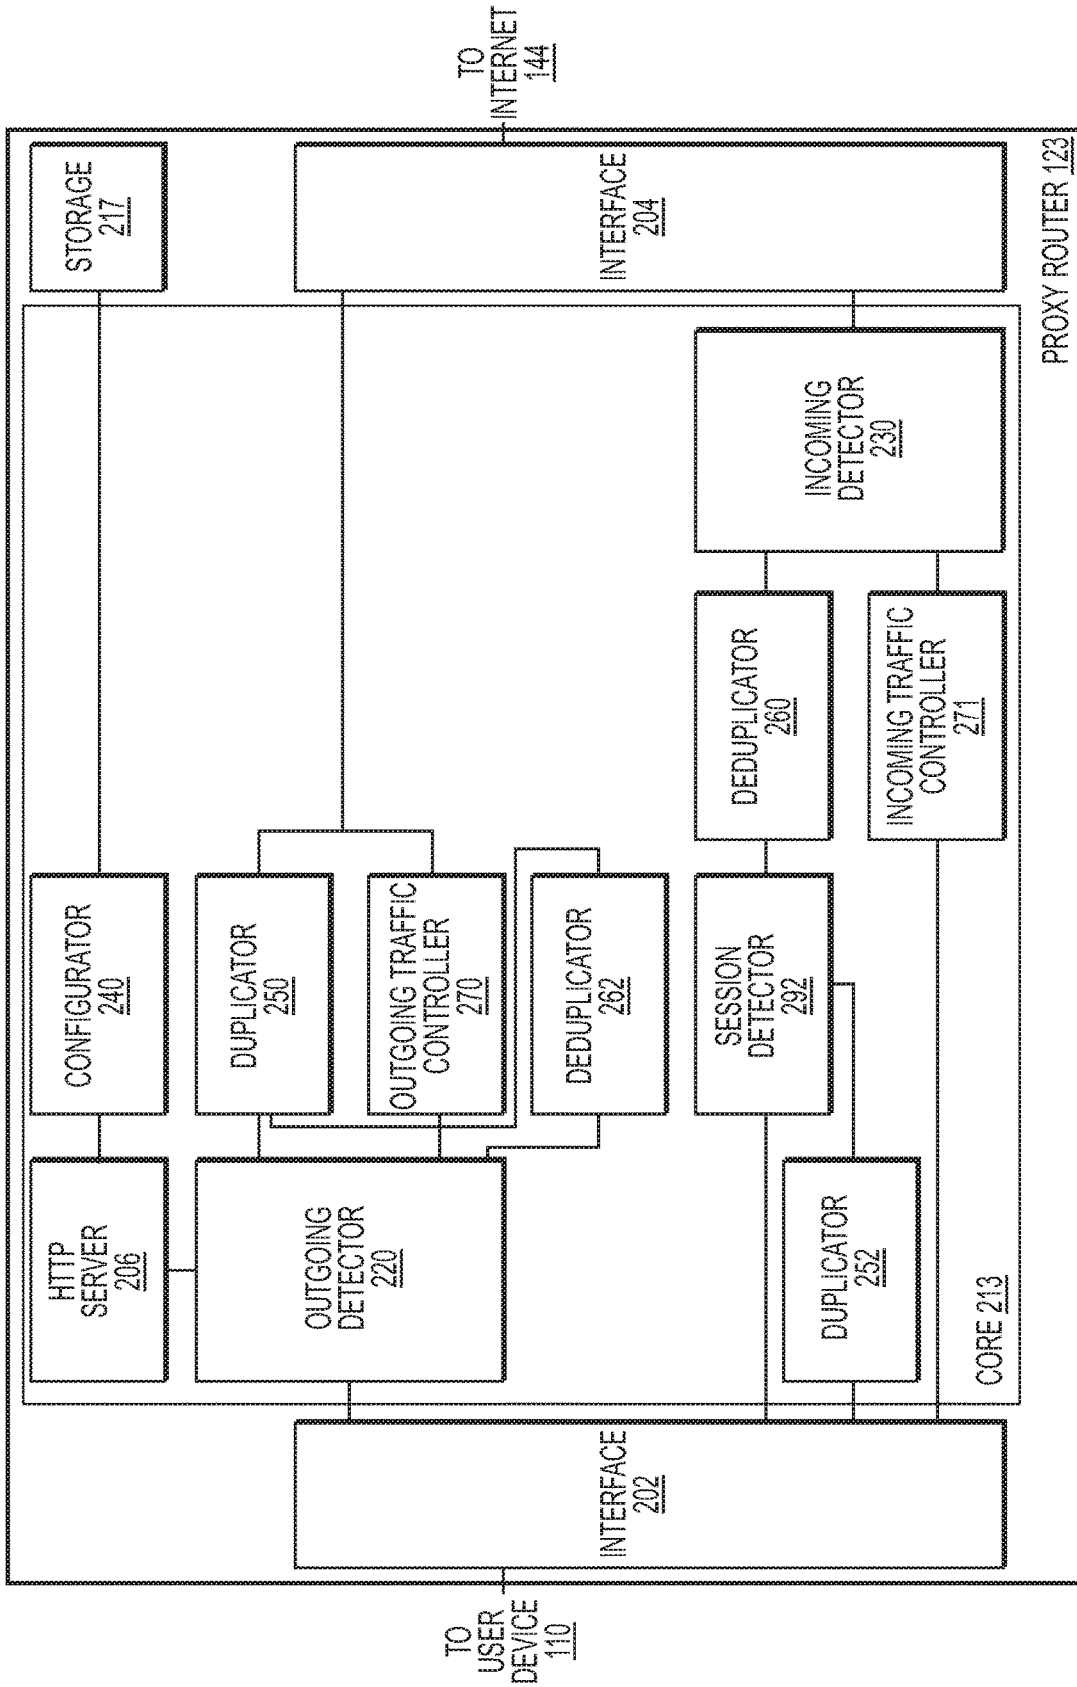 TO
USER
DEVICE
110
INTERFACE
202
HTTP
SERVER
206
CONFIGURATOR
240
STORAGE
217
OUTGOING
DETECTOR
220
DUPLICATOR
250
OUTGOING TRAFFIC
CONTROLLER
270
DEDUPLICATOR
262
SESSION
DETECTOR
292
DUPLICATOR
252
DEDUPLICATOR
260
INCOMING TRAFFIC
CONTROLLER
271
INCOMING
DETECTOR
230
INTERFACE
204
TO
INTERNET
144
CORE 213
PROXY ROUTER 123